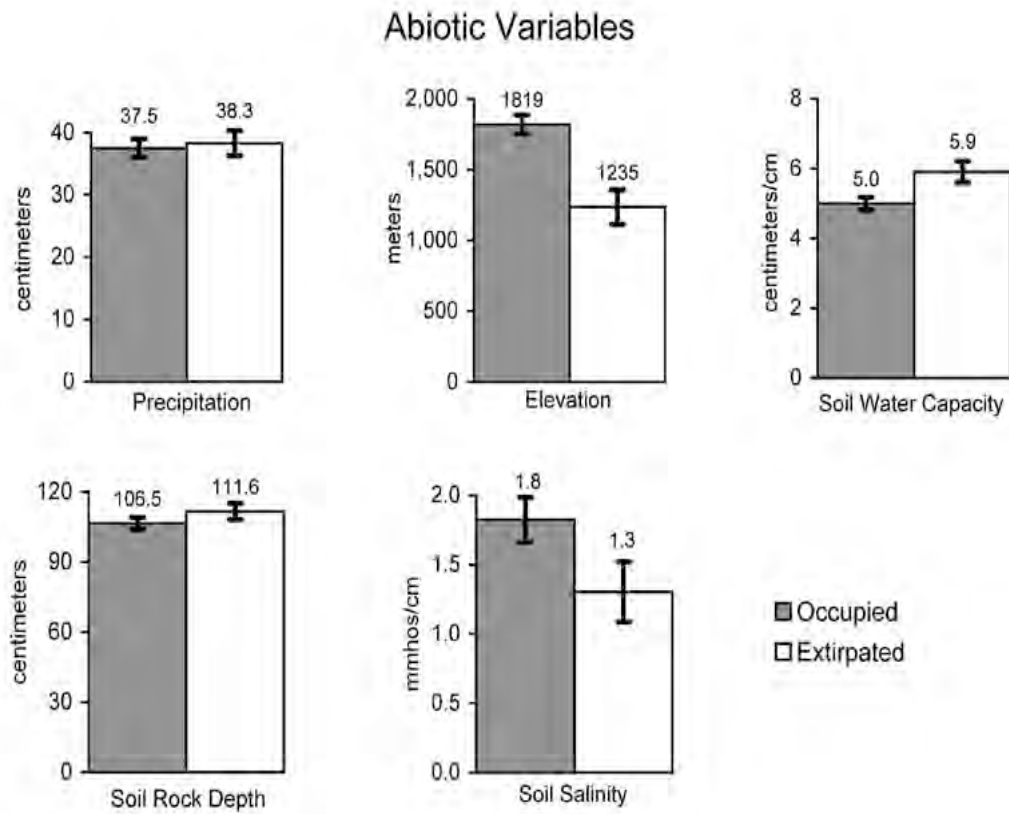 Abiotic Variables
37.5
38.3
40
30
20
10
0
centimeters
Precipitation
2,000
1,500
1,000
500
0
meters
1819
1235
Elevation
8
6
4
2
0
centimeters/cm
5.0
5.9
Soil Water Capacity
120
90
60
30
0
centimeters
106.5
111.6
Soil Rock Depth
2.0
1.5
1.0
0.5
0.0
mmhos/cm
1.8
1.3
Soil Salinity
Occupied
Extirpated